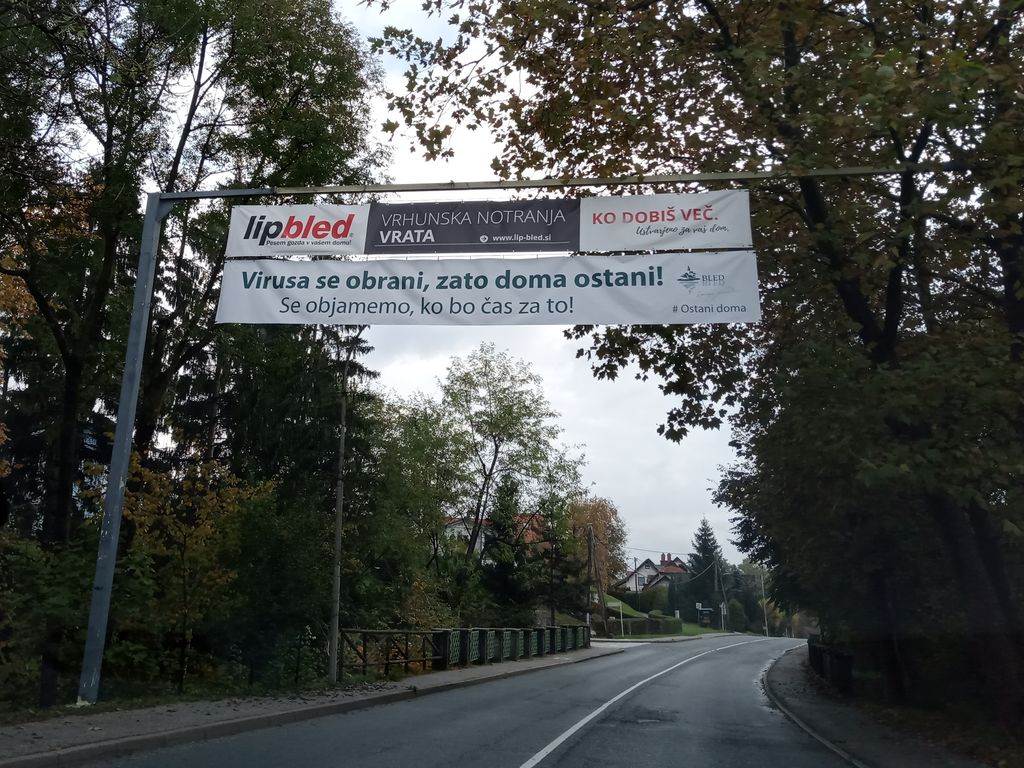 lipbled
Pesem gozda v vašem domu!
VRHUNSKA NOTRANJA
VRATA
www.lip-bled.si
KO DOBIŠ VEČ.
Ustvarjeno za vaš dom.
Virusa se obrani, zato doma ostani!
Se objamemo, ko bo čas za to!
BLED
# Ostani doma